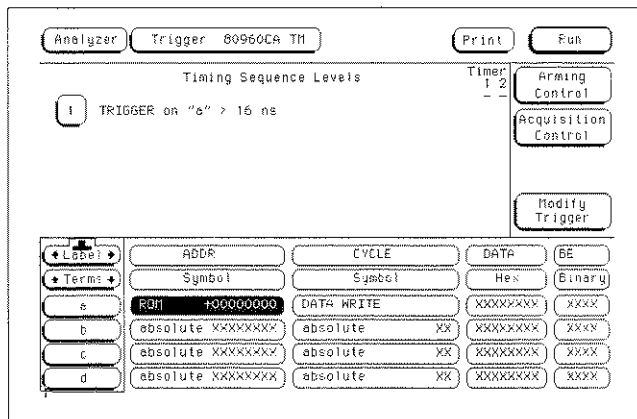 Analyzer Trigger 80960CA TM Print Run
Timing Sequence Levels
Timer
1 2
- -
Arming
Control
1 TRIGGER on "a" > 16 ns
Acquisition
Control
Modify
Trigger
Label ADDR CYCLE DATA BE
Terms Symbol Symbol Hex Binary
a ROM +00000000 DATA WRITE XXXXXXXX XXXX
b absolute XXXXXXXX absolute XX XXXXXXXX XXXX
c absolute XXXXXXXX absolute XX XXXXXXXX XXXX
d absolute XXXXXXXX absolute XX XXXXXXXX XXXX